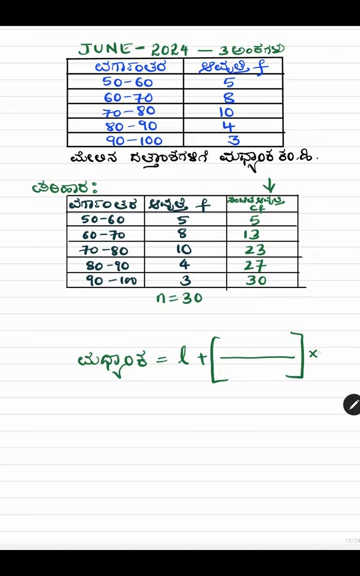 JUNE - 2024 — 3 ಅಂಕಗಳು
ವರ್ಗಾಂತರ ಆವೃತ್ತಿ f
50-60 5
60-70 8
70-80 10
80-90 4
90-100 3
ಮೇಲಿನ ದತ್ತಾಂಶಗಳಿಗೆ ಮಧ್ಯಾಂಕ ಕಂ.ಹಿ.
ಪರಿಹಾರ:
ವರ್ಗಾಂತರ ಆವೃತ್ತಿ f ಸಂಚಿತ ಆವೃತ್ತಿ cf
50-60 5 5
60-70 8 13
70-80 10 23
80-90 4 27
90-100 3 30
n = 30
ಮಧ್ಯಾಂಕ = l + [ ——— ] ×